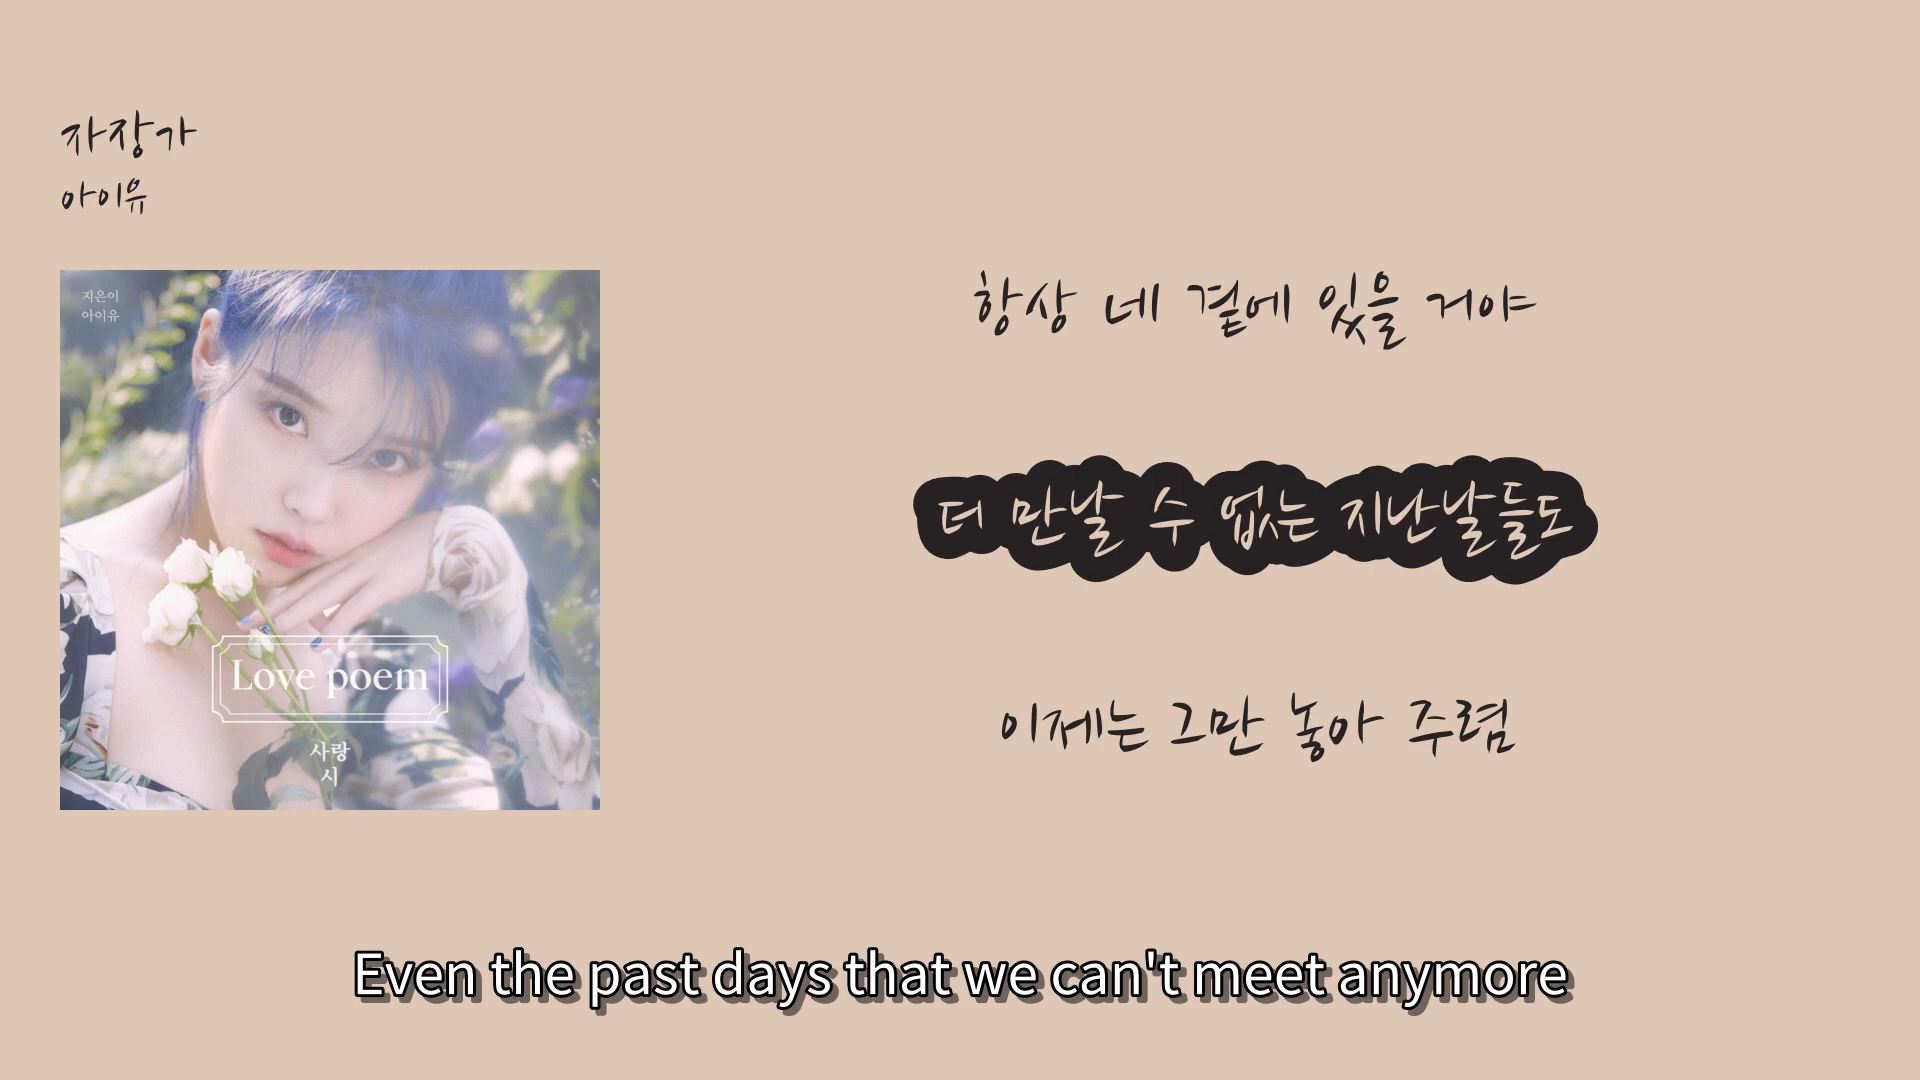 자장가
아이유
지은이
아이유
Love poem
사랑
시
항상 네 곁에 있을 거야
더 만날 수 없는 지난날들도
이제는 그만 놓아 주렴
Even the past days that we can't meet anymore